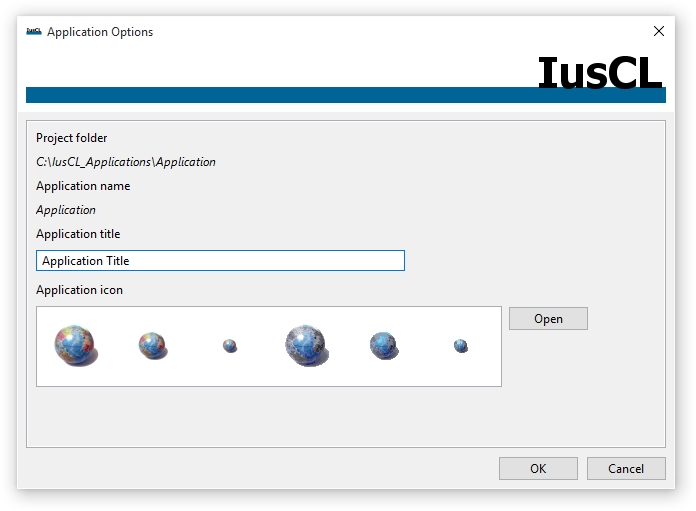 Application Options
IusCL
Project folder
C:\IusCL_Applications\Application
Application name
Application
Application title
Application Title
Application icon
Open
OK
Cancel